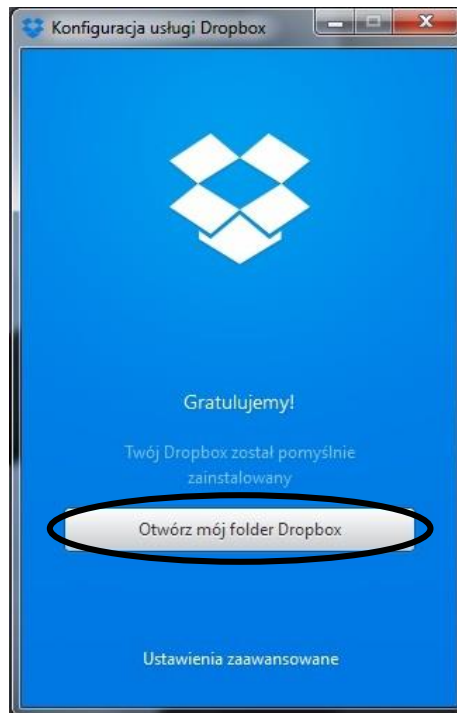 Konfiguracja usługi Dropbox
Gratulujemy!
Twój Dropbox został pomyślnie
zainstalowany
Otwórz mój folder Dropbox
Ustawienia zaawansowane